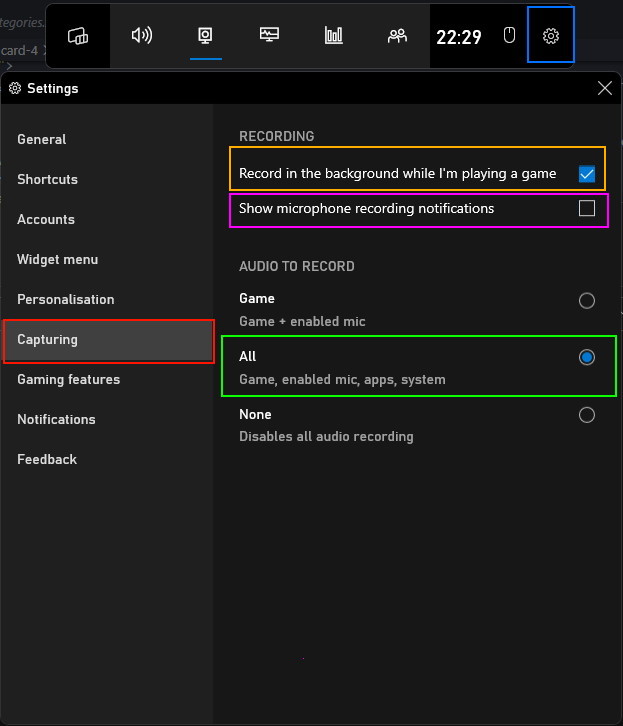 tegories.
card-4
22:29
Settings
General
Shortcuts
Accounts
Widget menu
Personalisation
Capturing
Gaming features
Notifications
Feedback
RECORDING
Record in the background while I'm playing a game
Show microphone recording notifications
AUDIO TO RECORD
Game
Game + enabled mic
All
Game, enabled mic, apps, system
None
Disables all audio recording